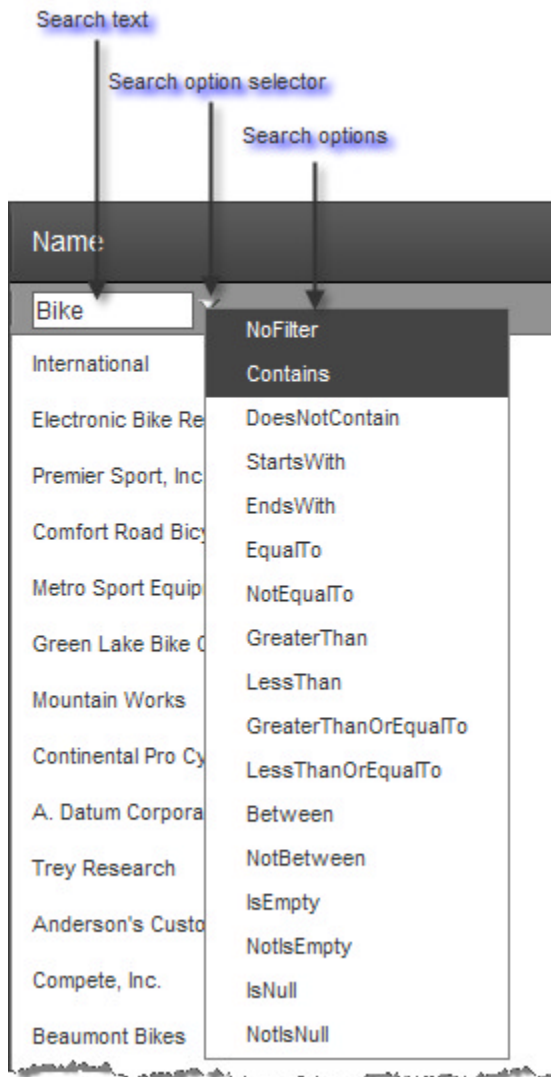 Search text
Search option selector
Search options
Name
Bike
NoFilter
International
Contains
Electronic Bike Re
DoesNotContain
Premier Sport, Inc
StartsWith
EndsWith
Comfort Road Bicy
EqualTo
Metro Sport Equip
NotEqualTo
Green Lake Bike
GreaterThan
Mountain Works
LessThan
GreaterThanOrEqualTo
Continental Pro Cy
LessThanOrEqualTo
A. Datum Corpora
Between
Trey Research
NotBetween
Anderson's Custo
IsEmpty
NotIsEmpty
Compete, Inc.
IsNull
Beaumont Bikes
NotIsNull